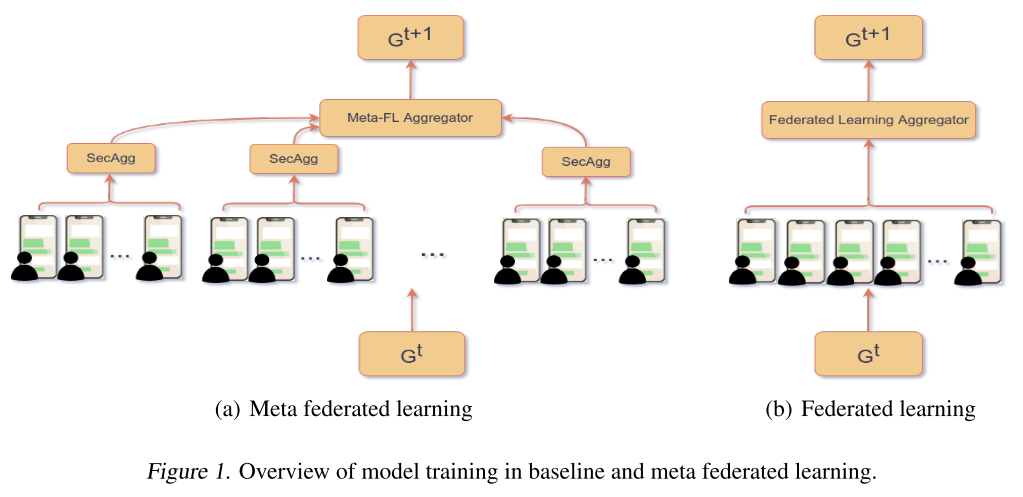 G^{t+1}
Meta-FL Aggregator
SecAgg
SecAgg
SecAgg
...
...
...
...
G^t
(a) Meta federated learning
G^{t+1}
Federated Learning Aggregator
...
G^t
(b) Federated learning
Figure 1. Overview of model training in baseline and meta federated learning.